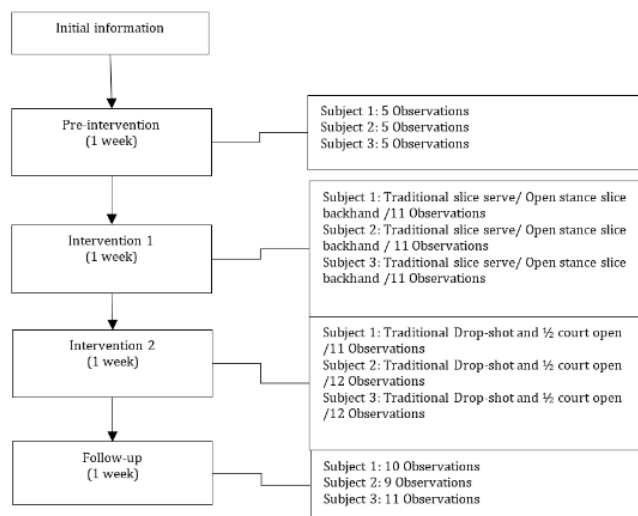 Initial information
Pre-intervention
(1 week)
Subject 1: 5 Observations
Subject 2: 5 Observations
Subject 3: 5 Observations
Intervention 1
(1 week)
Subject 1: Traditional slice serve/ Open stance slice
backhand /11 Observations
Subject 2: Traditional slice serve/ Open stance slice
backhand / 11 Observations
Subject 3: Traditional slice serve/ Open stance slice
backhand /11 Observations
Intervention 2
(1 week)
Subject 1: Traditional Drop-shot and ½ court open
/11 Observations
Subject 2: Traditional Drop-shot and ½ court open
/12 Observations
Subject 3: Traditional Drop-shot and ½ court open
/12 Observations
Follow-up
(1 week)
Subject 1: 10 Observations
Subject 2: 9 Observations
Subject 3: 11 Observations